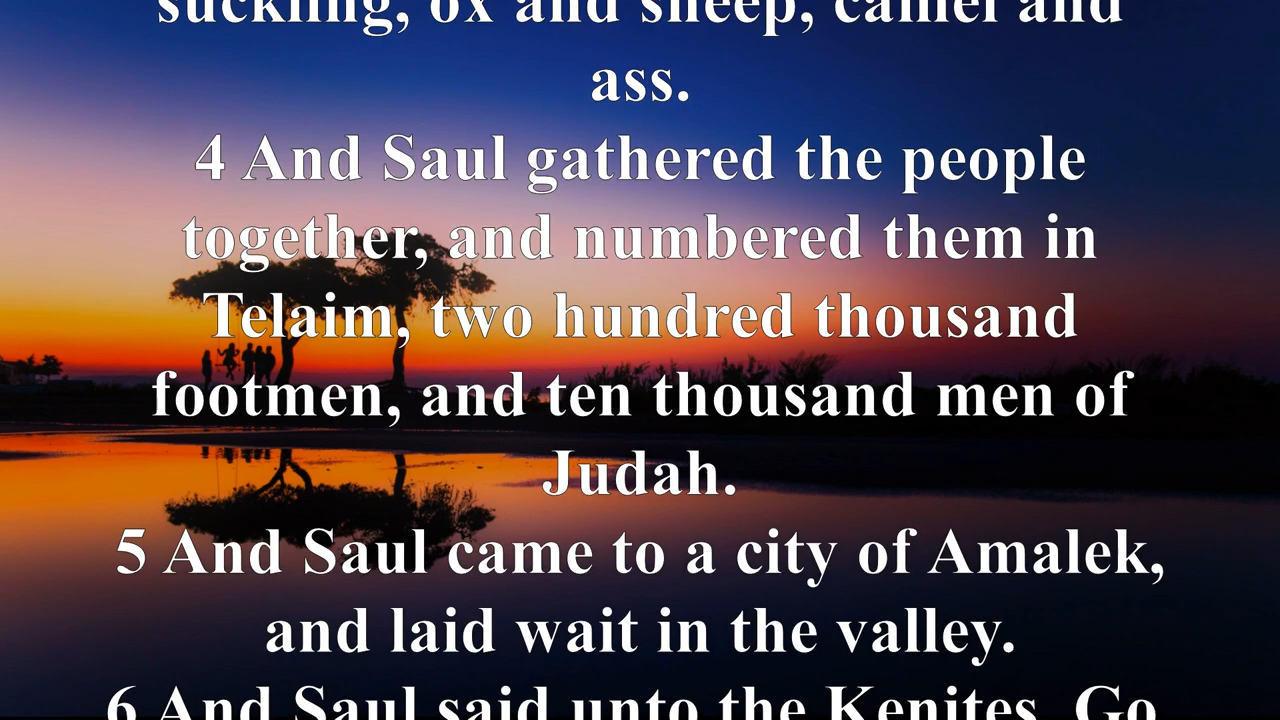 suckling, ox and sheep, camel and
ass.
4 And Saul gathered the people
together, and numbered them in
Telaim, two hundred thousand
footmen, and ten thousand men of
Judah.
5 And Saul came to a city of Amalek,
and laid wait in the valley.
6 And Saul said unto the Kenites, Go